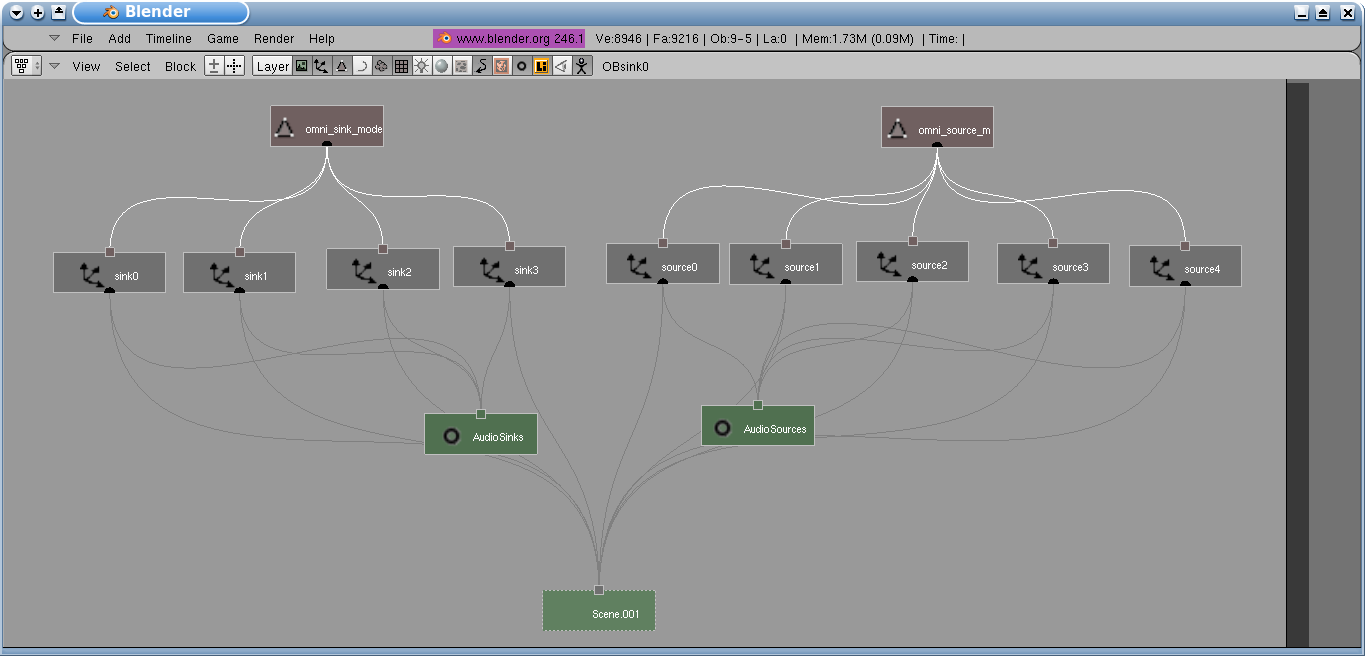 Blender
File Add Timeline Game Render Help www.blender.org 246.1 Ve:8946 | Fa:9216 | Ob:9-5 | La:0 | Mem:1.73M (0.09M) | Time: |
View Select Block Layer OBsink0
omni_sink_mode omni_source_m
sink0 sink1 sink2 sink3 source0 source1 source2 source3 source4
AudioSinks AudioSources
Scene.001